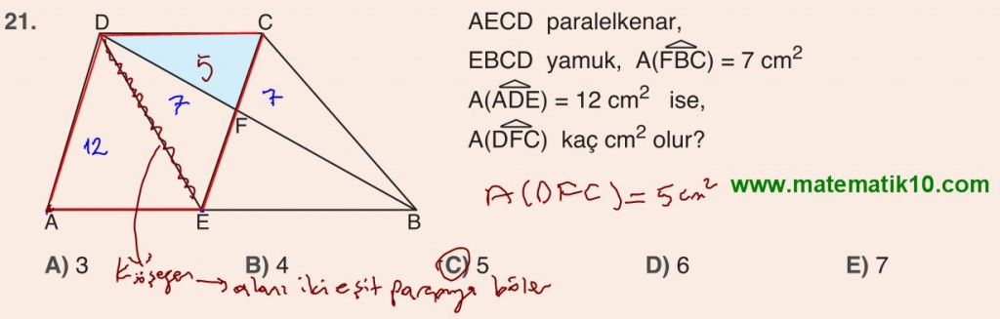 21.
D C
AECD paralelkenar,
EBCD yamuk, A(FBC) = 7 cm²
A(ADE) = 12 cm² ise,
A(DFC) kaç cm² olur?
5
7 7
F
12
A E B
A(DFC) = 5 cm² www.matematik10.com
A) 3 B) 4 C) 5 D) 6 E) 7
Köşegen → alanı iki eşit parçaya böler